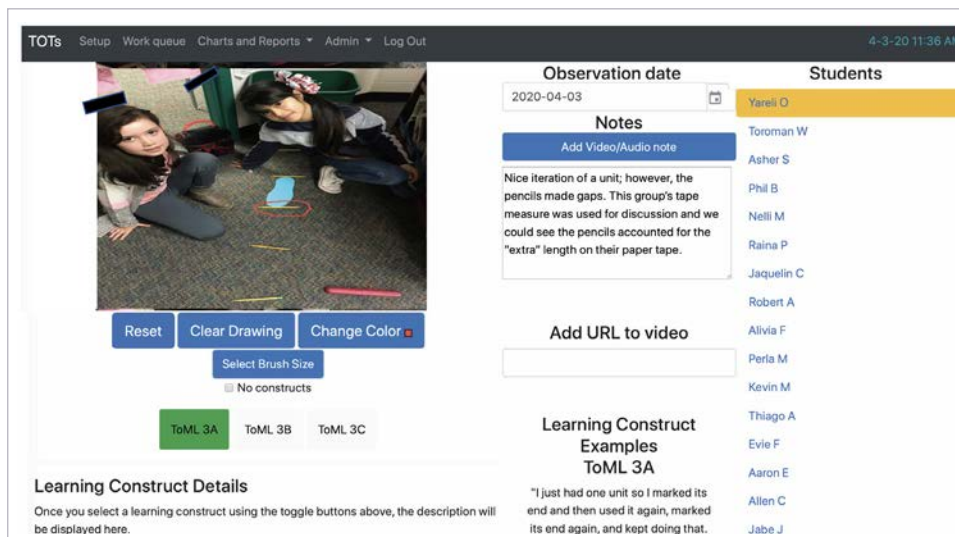 TOTs Setup Work queue Charts and Reports Admin Log Out 4-3-20 11:36 AM
Observation date
2020-04-03
Notes
Add Video/Audio note
Nice iteration of a unit; however, the
pencils made gaps. This group's tape
measure was used for discussion and we
could see the pencils accounted for the
"extra" length on their paper tape.
Add URL to video
Reset Clear Drawing Change Color
Select Brush Size
No constructs
ToML 3A ToML 3B ToML 3C
Learning Construct Details
Once you select a learning construct using the toggle buttons above, the description will
be displayed here.
Learning Construct
Examples
ToML 3A
"I just had one unit so I marked its
end and then used it again, marked
its end again, and kept doing that.
Students
Yareli O
Toroman W
Asher S
Phil B
Nelli M
Raina P
Jaquelin C
Robert A
Alivia F
Perla M
Kevin M
Thiago A
Evie F
Aaron E
Allen C
Jabe J